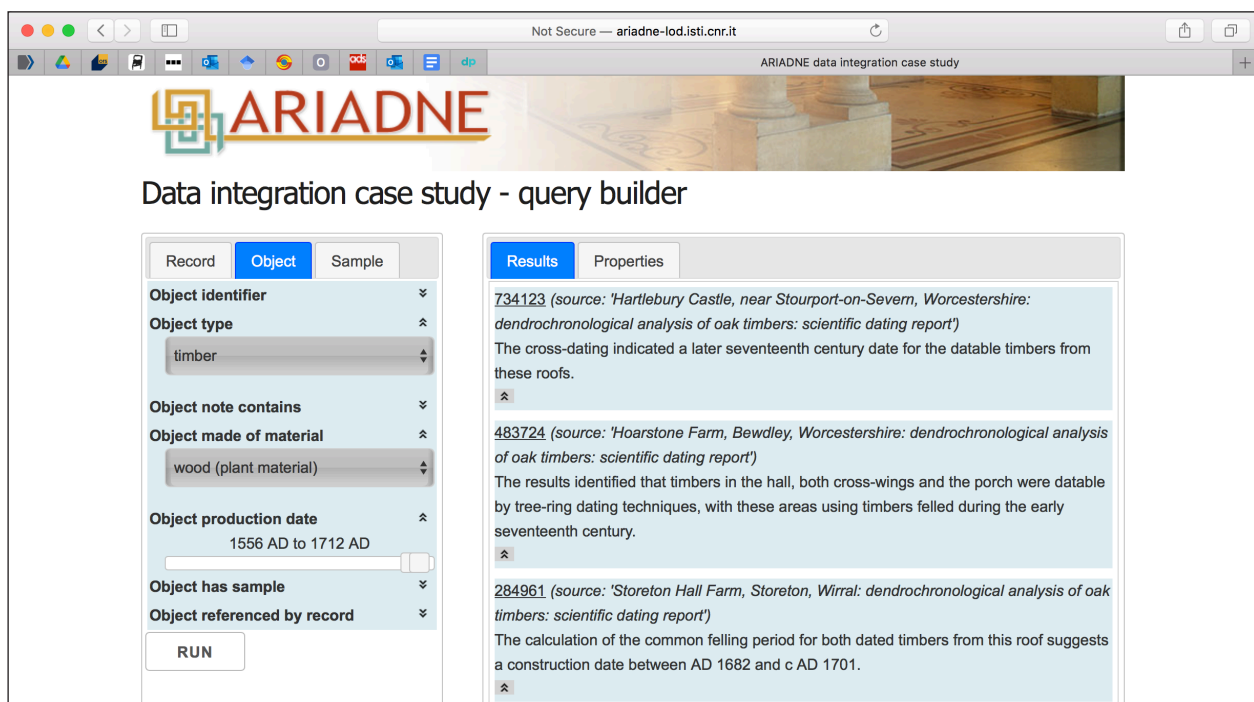 Not Secure — ariadne-lod.isti.cnr.it
ads
dp
ARIADNE data integration case study
ARIADNE
Data integration case study - query builder
Record
Object
Sample
Object identifier
Object type
timber
Object note contains
Object made of material
wood (plant material)
Object production date
1556 AD to 1712 AD
Object has sample
Object referenced by record
RUN
Results
Properties
734123 (source: 'Hartlebury Castle, near Stourport-on-Severn, Worcestershire:
dendrochronological analysis of oak timbers: scientific dating report')
The cross-dating indicated a later seventeenth century date for the datable timbers from
these roofs.
483724 (source: 'Hoarstone Farm, Bewdley, Worcestershire: dendrochronological analysis
of oak timbers: scientific dating report')
The results identified that timbers in the hall, both cross-wings and the porch were datable
by tree-ring dating techniques, with these areas using timbers felled during the early
seventeenth century.
284961 (source: 'Storeton Hall Farm, Storeton, Wirral: dendrochronological analysis of oak
timbers: scientific dating report')
The calculation of the common felling period for both dated timbers from this roof suggests
a construction date between AD 1682 and c AD 1701.